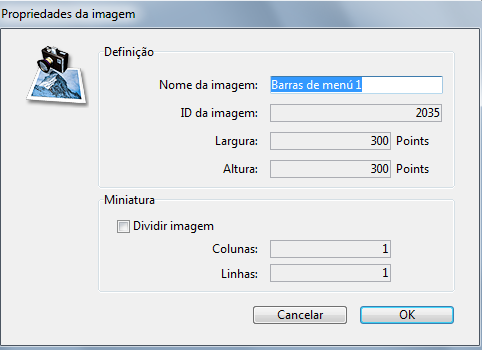 Propriedades da imagem
Definição
Nome da imagem: Barras de menú 1
ID da imagem: 2035
Largura: 300 Points
Altura: 300 Points
Miniatura
Dividir imagem
Colunas: 1
Linhas: 1
Cancelar OK